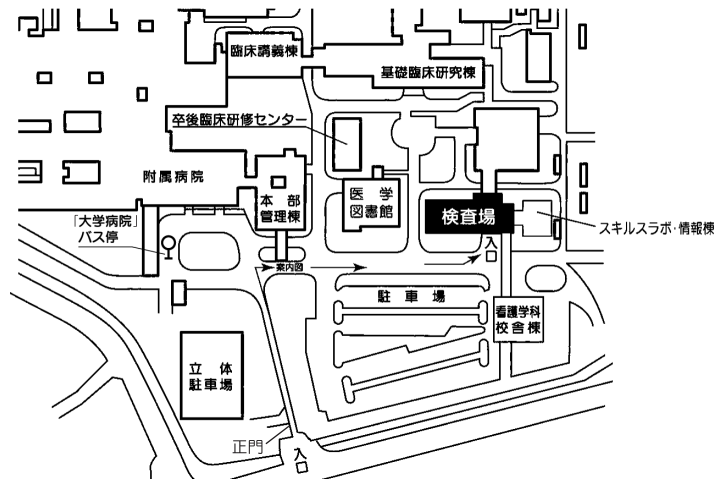 臨床講義棟
基礎臨床研究棟
卒後臨床研修センター
附属病院
本部
管理棟
医学
図書館
検査場
スキルスラボ・情報棟
「大学病院」
バス停
入
口
案内図
駐車場
看護学科
校舎棟
立体
駐車場
正門
入
口